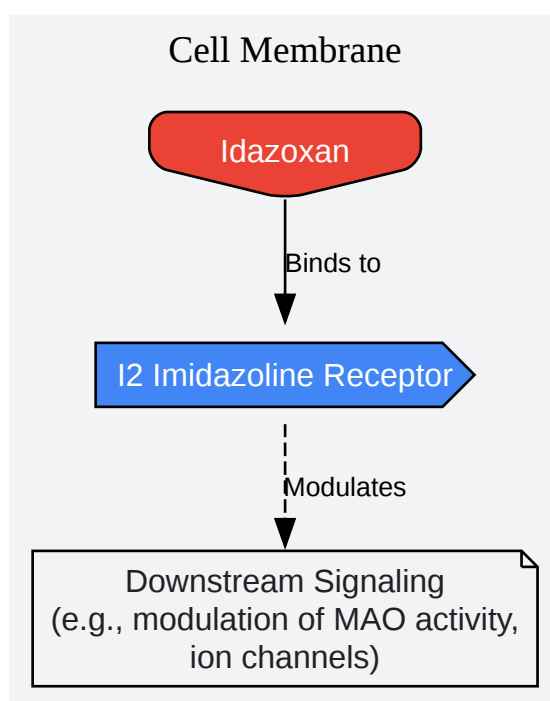 Cell Membrane
Idazoxan
Binds to
I2 Imidazoline Receptor
Modulates
Downstream Signaling
(e.g., modulation of MAO activity,
ion channels)